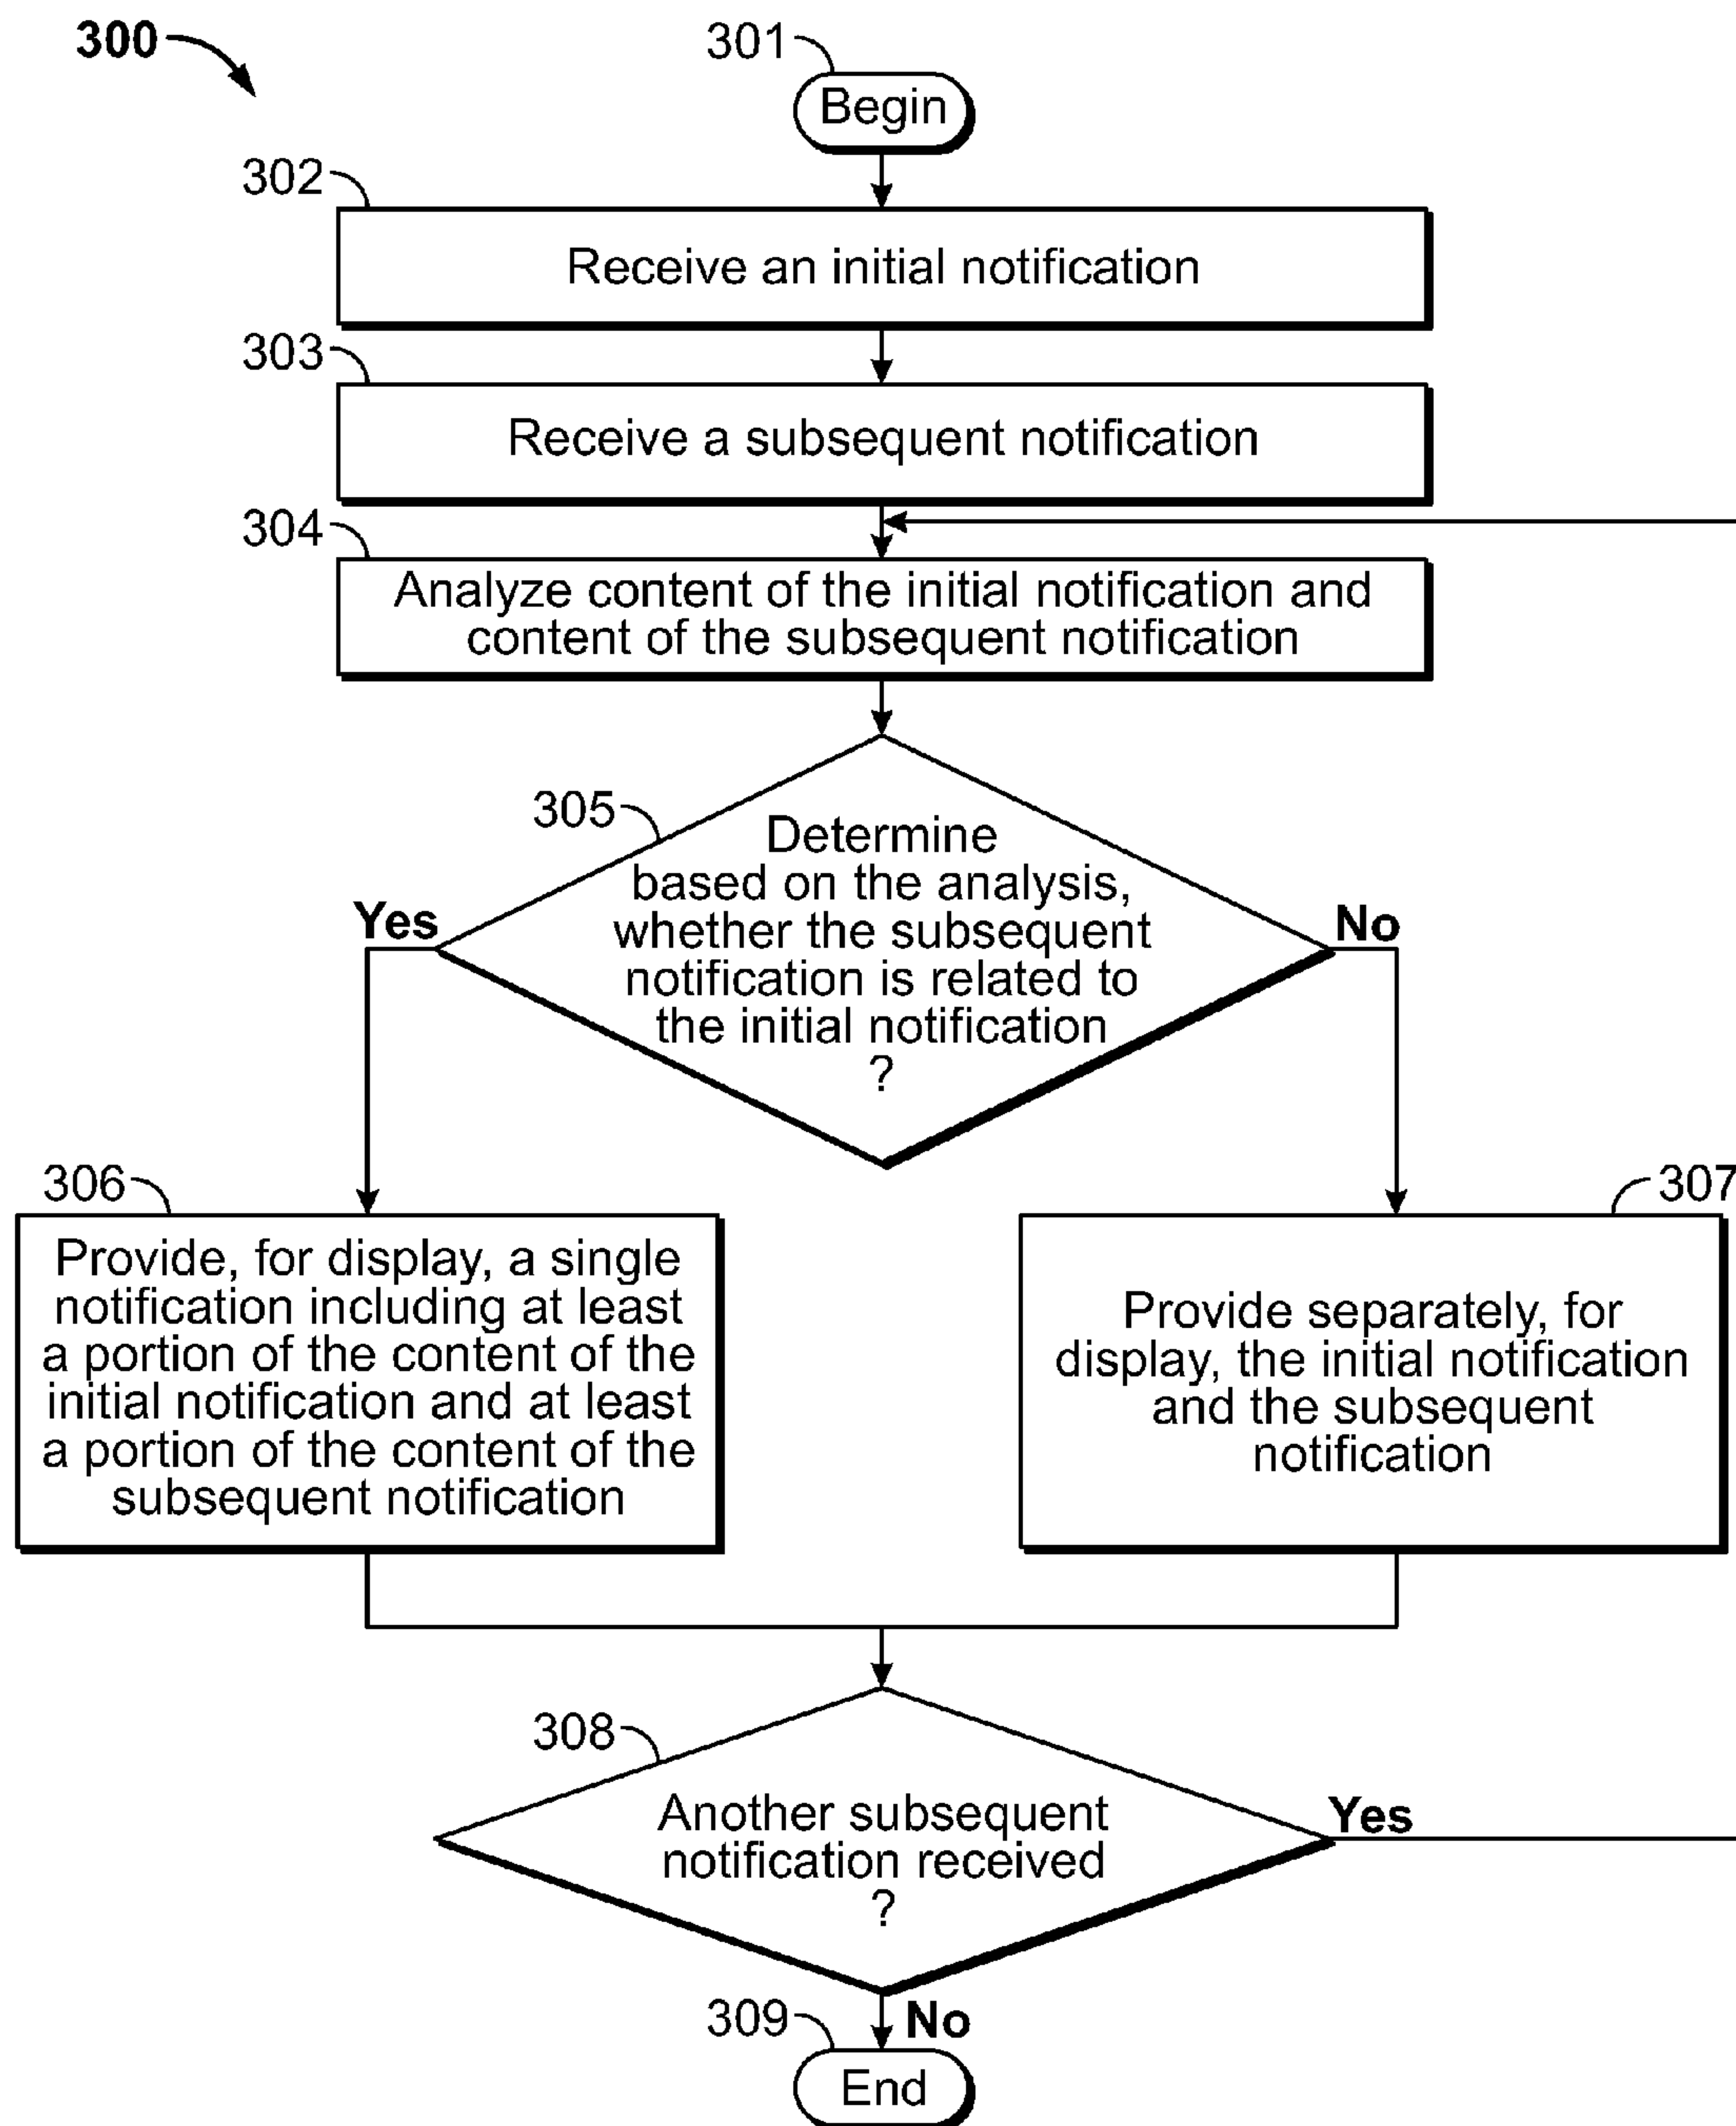 300
301
Begin
302
Receive an initial notification
303
Receive a subsequent notification
304
Analyze content of the initial notification and
content of the subsequent notification
305
Determine
based on the analysis,
whether the subsequent
notification is related to
the initial notification
?
Yes
No
306
Provide, for display, a single
notification including at least
a portion of the content of the
initial notification and at least
a portion of the content of the
subsequent notification
307
Provide separately, for
display, the initial notification
and the subsequent
notification
308
Another subsequent
notification received
?
Yes
No
309
End